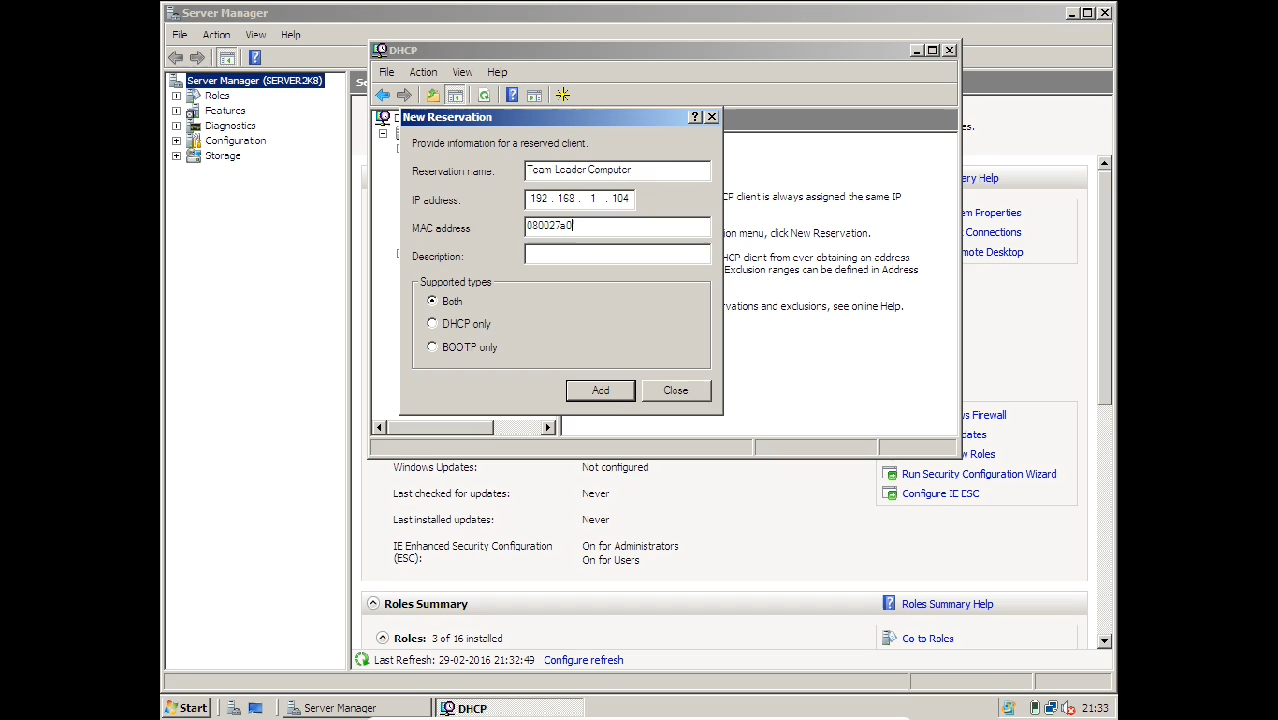 Server Manager
File Action View Help
Server Manager (SERVER2K8)
Roles
Features
Diagnostics
Configuration
Storage
DHCP
File Action View Help
New Reservation
Provide information for a reserved client.
Reservation name: Team Leader Computer
IP address: 192 . 168 . 1 . 104
MAC address 080027a0
Description:
Supported types
Both
DHCP only
BOOTP only
Add Close
CP client is always assigned the same IP
ion menu, click New Reservation.
HCP client from ever obtaining an address
Exclusion ranges can be defined in Address
vations and exclusions, see online Help.
es.
ery Help
em Properties
Connections
mote Desktop
s Firewall
dates
w Roles
Run Security Configuration Wizard
Configure IE ESC
Windows Updates: Not configured
Last checked for updates: Never
Last installed updates: Never
IE Enhanced Security Configuration (ESC): On for Administrators
On for Users
Roles Summary Roles Summary Help
Roles: 3 of 16 installed Go to Roles
Last Refresh: 29-02-2016 21:32:49 Configure refresh
Start Server Manager DHCP 21:33